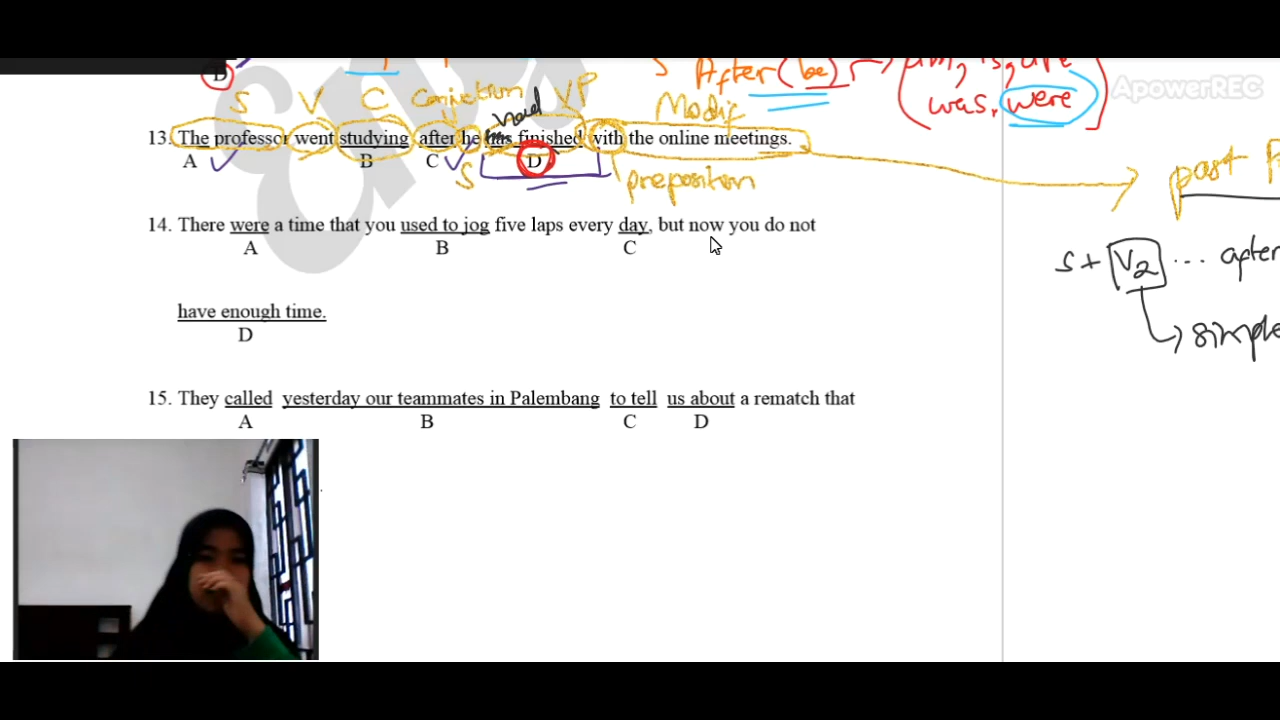 D
S After (be) → am, is, are
was, were
ApowerREC
S V C Conjunction had VP Modif
13. The professor went studying after he has finished with the online meetings.
A B C D
S preposition
past
14. There were a time that you used to jog five laps every day, but now you do not
A B C
S + V2 ... after
have enough time.
D
simple
15. They called yesterday our teammates in Palembang to tell us about a rematch that
A B C D